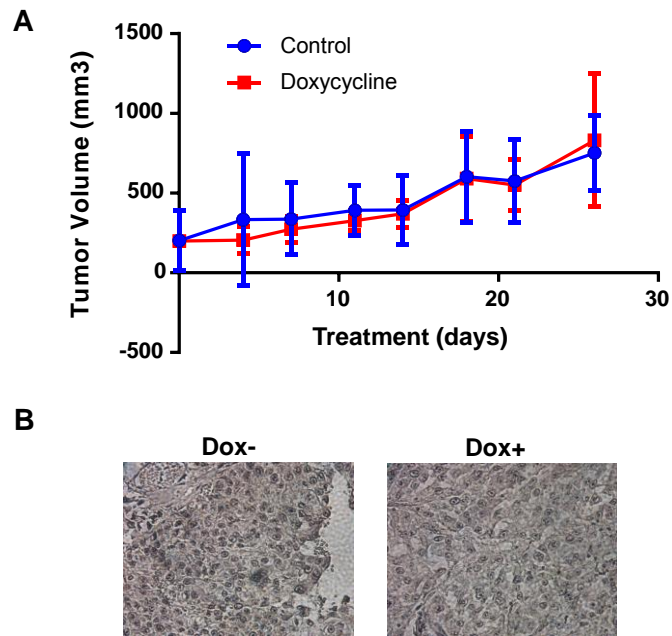 A
1500
1000
500
0
-500
Tumor Volume (mm3)
Control
Doxycycline
10
20
30
Treatment (days)
B
Dox-
Dox+